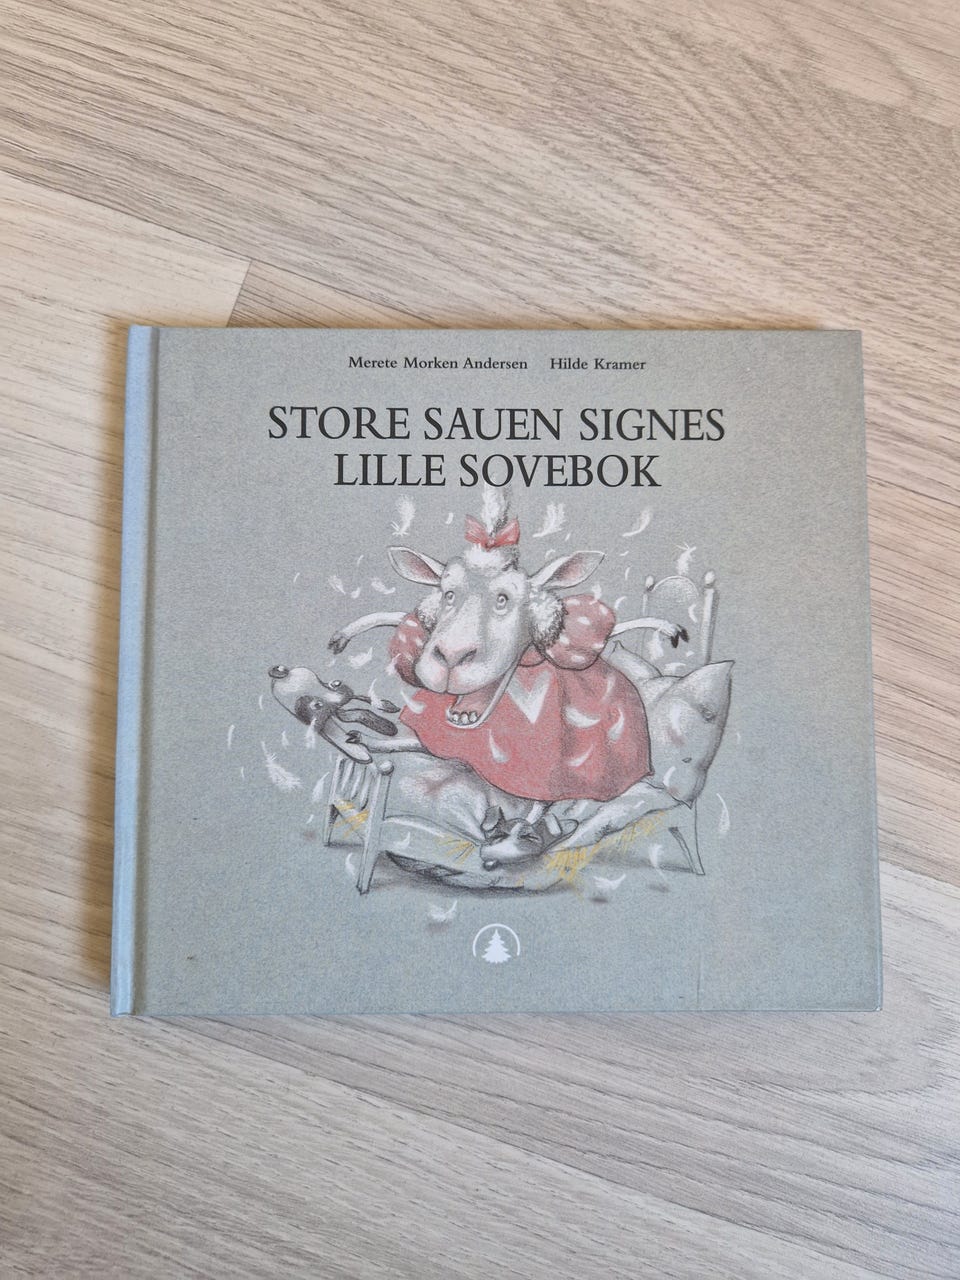 Merete Morken Andersen Hilde Kramer
STORE SAUEN SIGNES
LILLE SOVEBOK